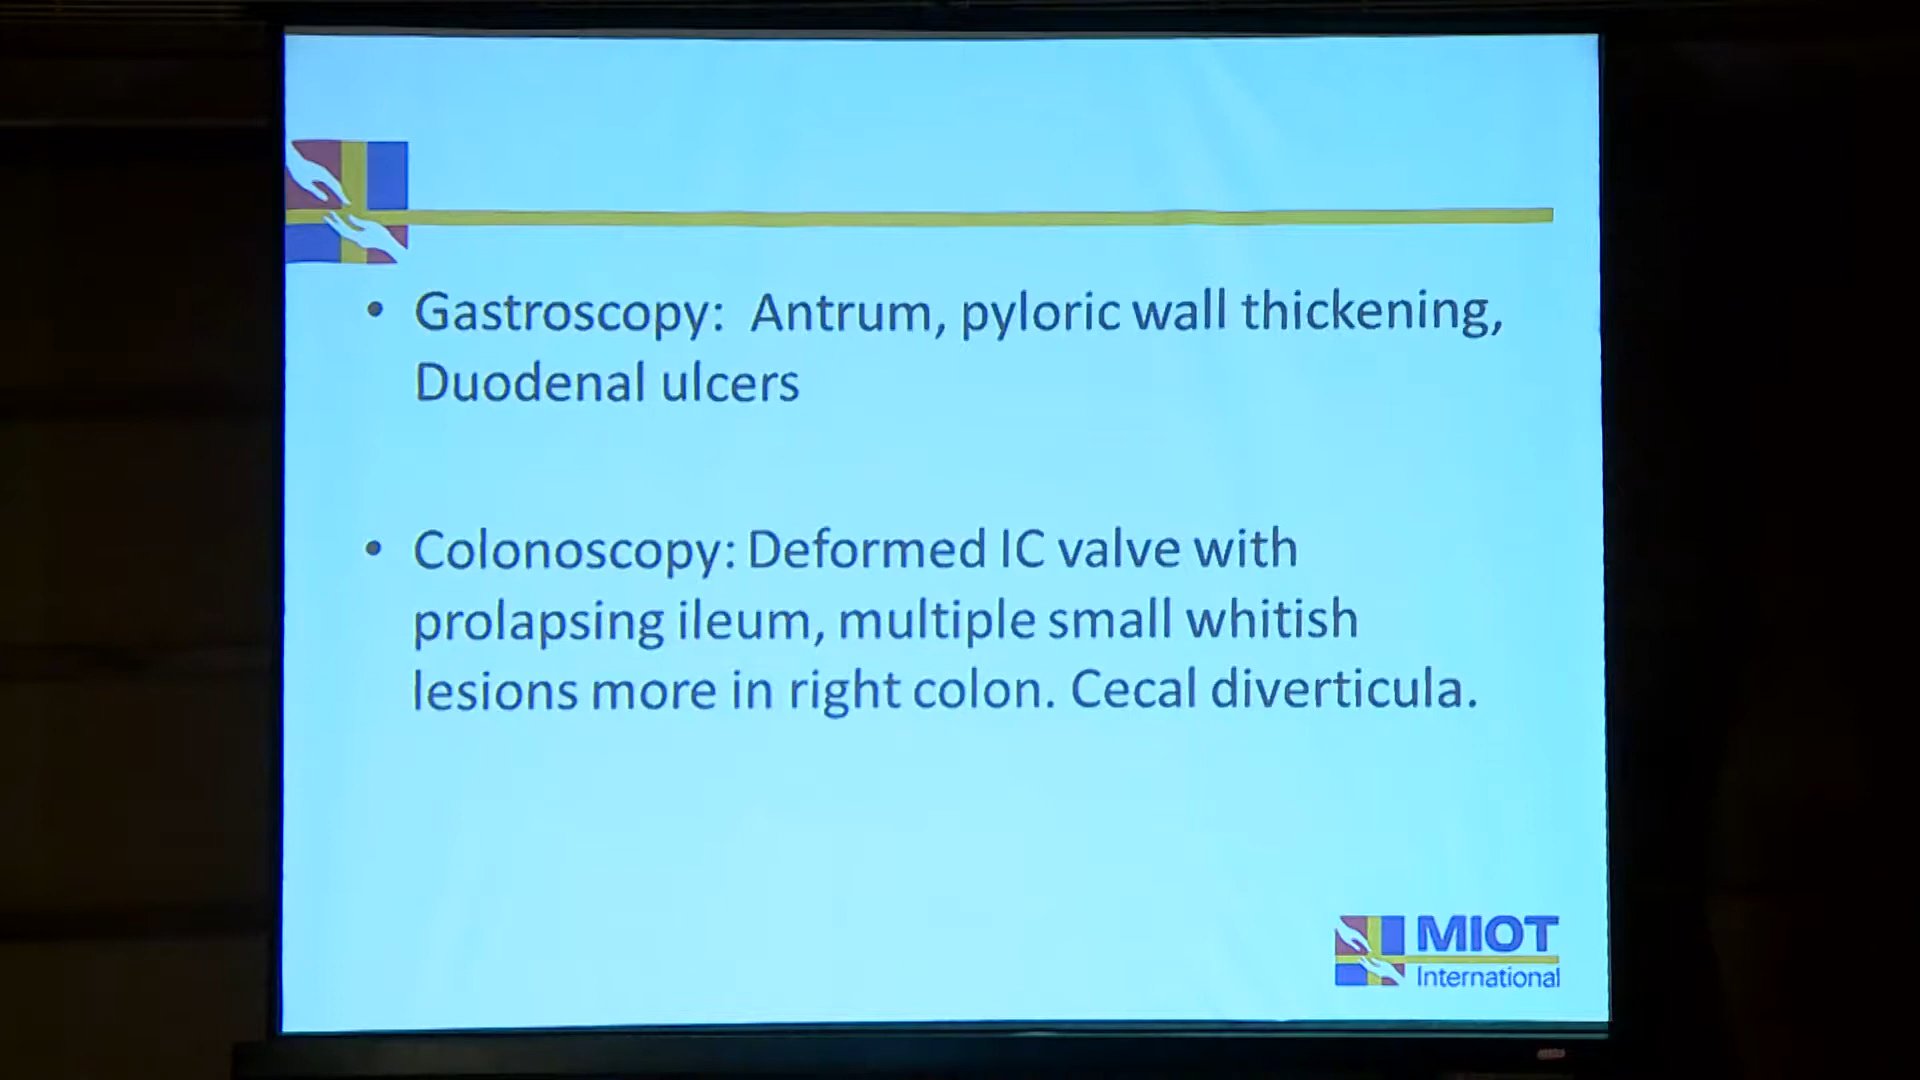 • Gastroscopy: Antrum, pyloric wall thickening,
Duodenal ulcers
• Colonoscopy: Deformed IC valve with
prolapsing ileum, multiple small whitish
lesions more in right colon. Cecal diverticula.
MIOT
International